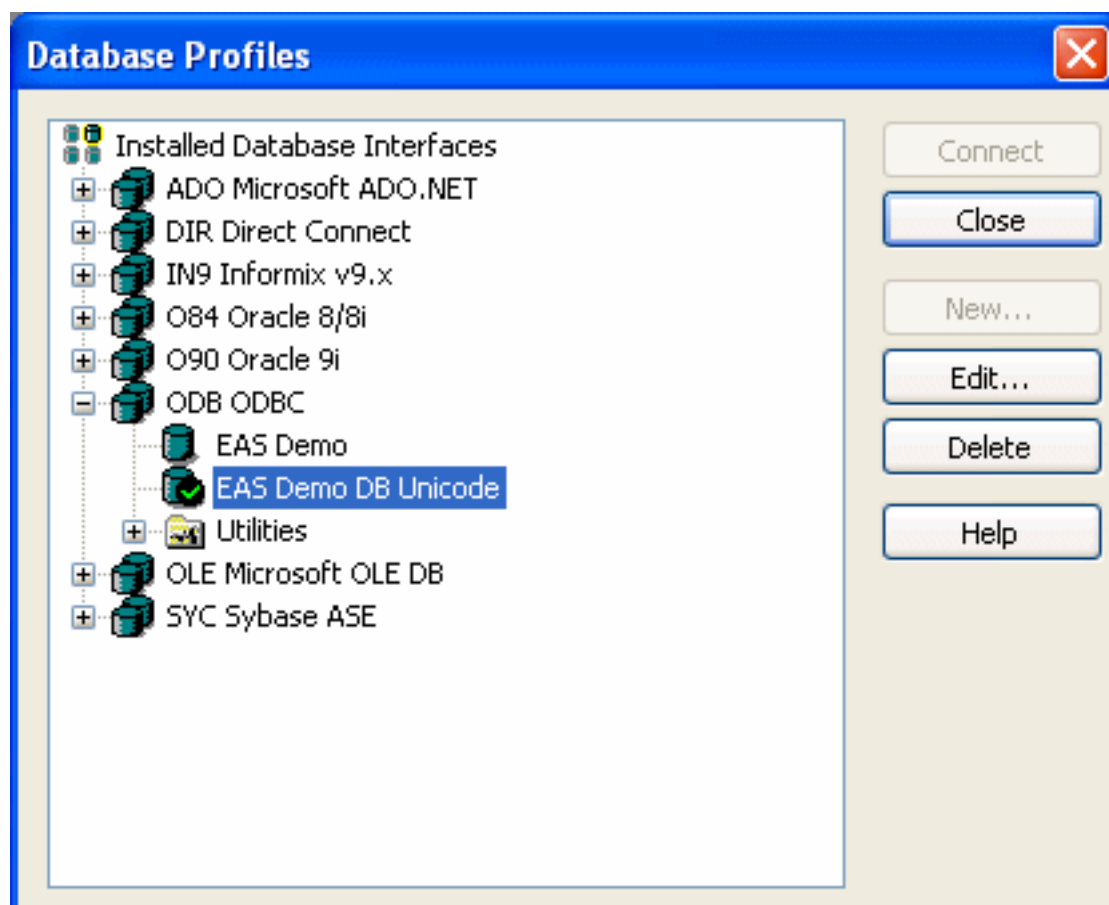 Database Profiles
Installed Database Interfaces
ADO Microsoft ADO.NET
DIR Direct Connect
IN9 Informix v9.x
O84 Oracle 8/8i
O90 Oracle 9i
ODB ODBC
EAS Demo
EAS Demo DB Unicode
Utilities
OLE Microsoft OLE DB
SYC Sybase ASE
Connect
Close
New...
Edit...
Delete
Help